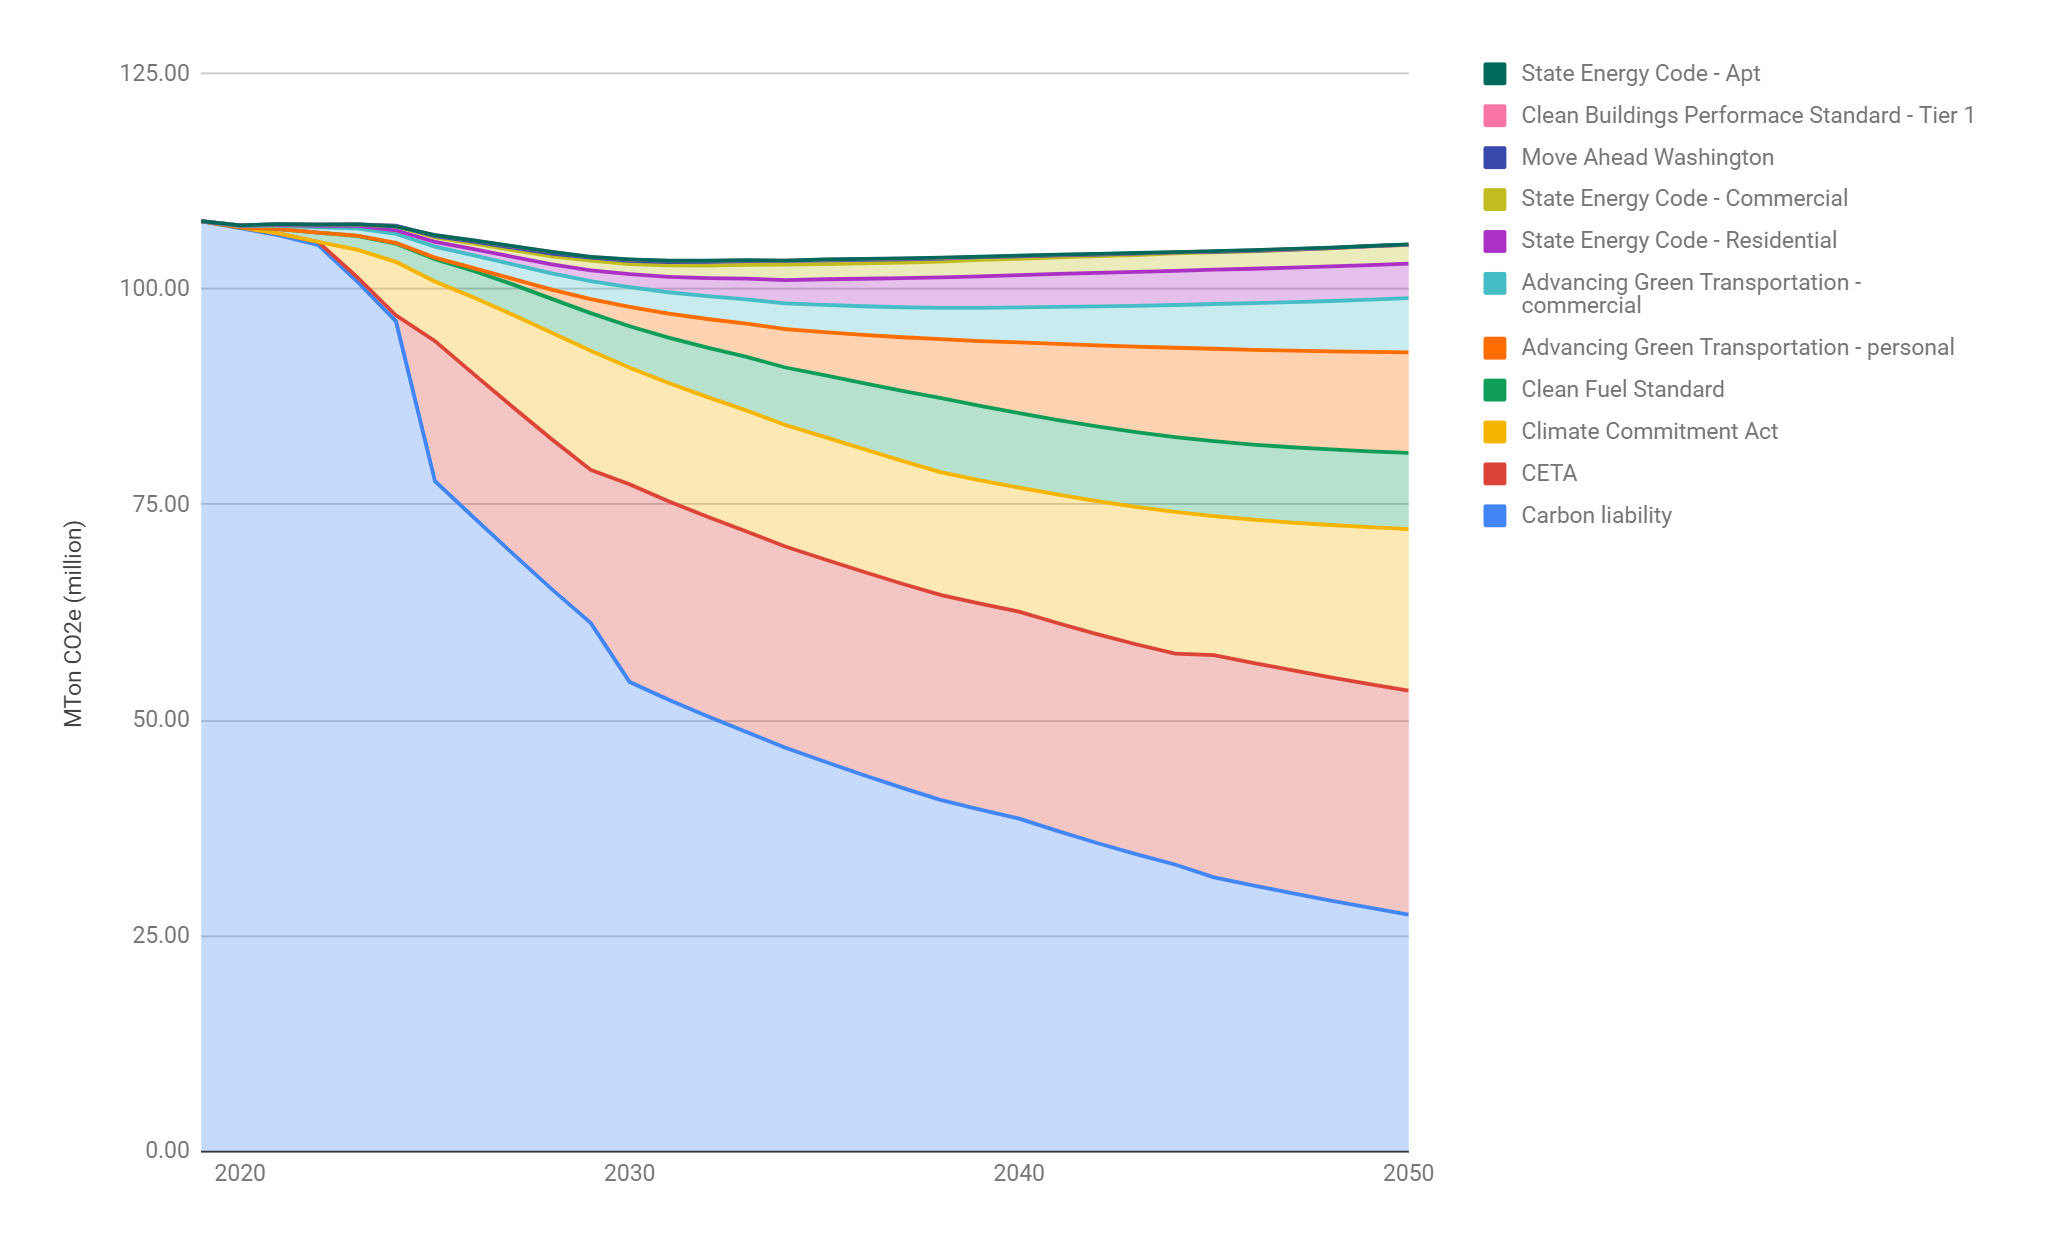 125.00
100.00
75.00
50.00
25.00
0.00
MTon CO2e (million)
2020
2030
2040
2050
State Energy Code - Apt
Clean Buildings Performace Standard - Tier 1
Move Ahead Washington
State Energy Code - Commercial
State Energy Code - Residential
Advancing Green Transportation -
commercial
Advancing Green Transportation - personal
Clean Fuel Standard
Climate Commitment Act
CETA
Carbon liability